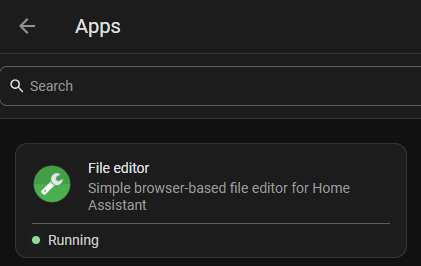 Apps
Search
File editor
Simple browser-based file editor for Home
Assistant
Running